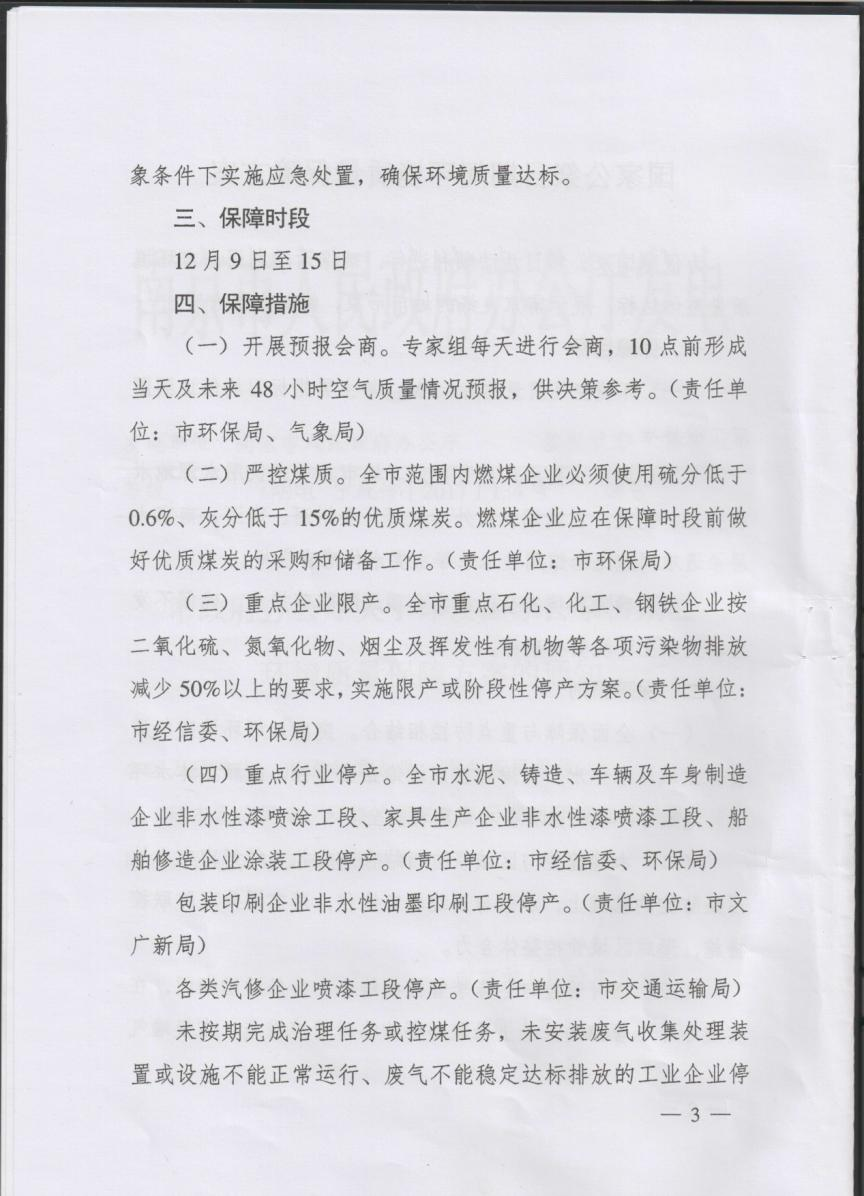 象条件下实施应急处置，确保环境质量达标。
三、保障时段
12月9日至15日
四、保障措施
（一）开展预报会商。专家组每天进行会商，10点前形成
当天及未来48小时空气质量情况预报，供决策参考。（责任单
位：市环保局、气象局）
（二）严控煤质。全市范围内燃煤企业必须使用硫分低于
0.6%、灰分低于15%的优质煤炭。燃煤企业应在保障时段前做
好优质煤炭的采购和储备工作。（责任单位：市环保局）
（三）重点企业限产。全市重点石化、化工、钢铁企业按
二氧化硫、氮氧化物、烟尘及挥发性有机物等各项污染物排放
减少50%以上的要求，实施限产或阶段性停产方案。（责任单位：
市经信委、环保局）
（四）重点行业停产。全市水泥、铸造、车辆及车身制造
企业非水性漆喷涂工段、家具生产企业非水性漆喷漆工段、船
舶修造企业涂装工段停产。（责任单位：市经信委、环保局）
包装印刷企业非水性油墨印刷工段停产。（责任单位：市文
广新局）
各类汽修企业喷漆工段停产。（责任单位：市交通运输局）
未按期完成治理任务或控煤任务，未安装废气收集处理装
置或设施不能正常运行、废气不能稳定达标排放的工业企业停
— 3 —